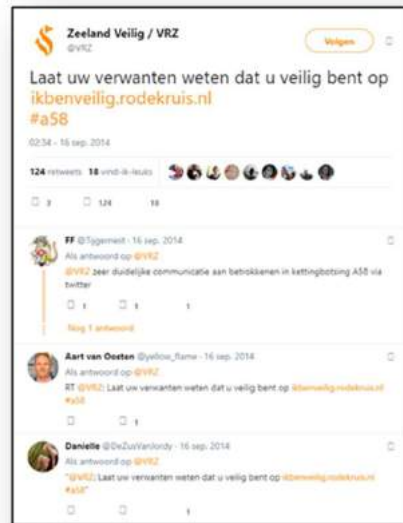 Zeeland Veilig / VRZ
@VRZ
Volgen
Laat uw verwanten weten dat u veilig bent op
ikbenveilig.rodekruis.nl
#a58
02:34 - 16 sep. 2014
124 retweets 18 vind-ik-leuks
3 124 18
FF @Tijgernieit - 16 sep. 2014
Als antwoord op @VRZ
@VRZ zeer duidelijke communicatie aan betrokkenen in kettingbotsing A58 via
twitter
1 1 1
Nog 1 antwoord
Aart van Oosten @yellow_flame - 16 sep. 2014
Als antwoord op @VRZ
RT @VRZ: Laat uw verwanten weten dat u veilig bent op ikbenveilig.rodekruis.nl
#a58
1
Danielle @DeZusVanJordy - 16 sep. 2014
Als antwoord op @VRZ
"@VRZ: Laat uw verwanten weten dat u veilig bent op ikbenveilig.rodekruis.nl
#a58"
1